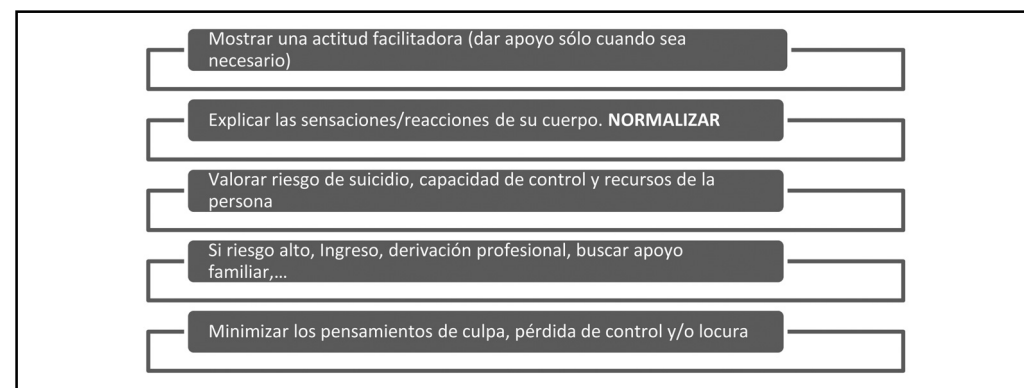 Mostrar una actitud facilitadora (dar apoyo sólo cuando sea
necesario)
Explicar las sensaciones/reacciones de su cuerpo. NORMALIZAR
Valorar riesgo de suicidio, capacidad de control y recursos de la
persona
Si riesgo alto, Ingreso, derivación profesional, buscar apoyo
familiar,...
Minimizar los pensamientos de culpa, pérdida de control y/o locura